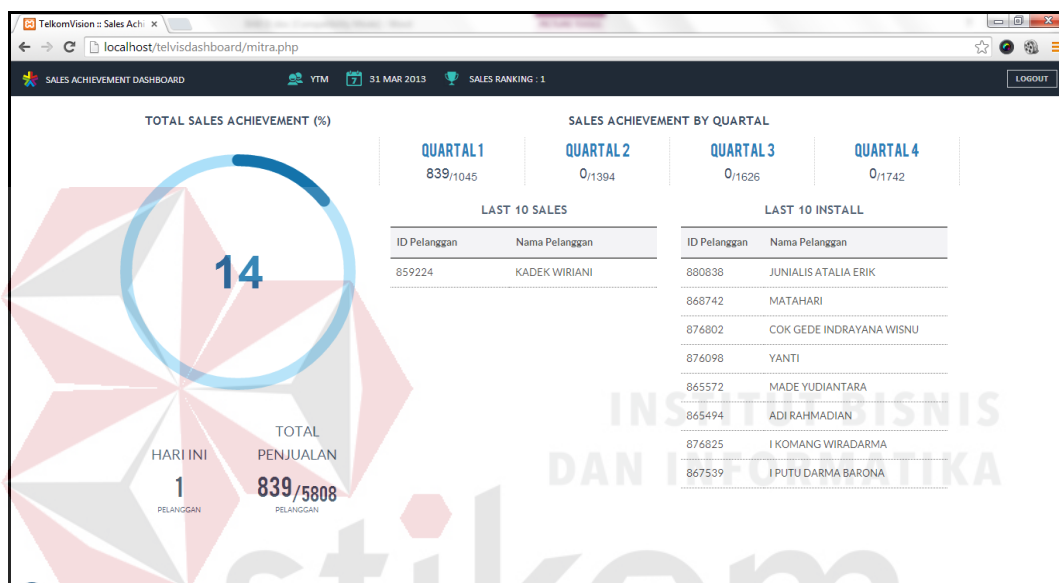 TelkomVision :: Sales Achi
localhost/telvisdashboard/mitra.php
SALES ACHIEVEMENT DASHBOARD YTM 7 31 MAR 2013 SALES RANKING : 1 LOGOUT
TOTAL SALES ACHIEVEMENT (%)
14
HARI INI
1
PELANGGAN
TOTAL
PENJUALAN
839/5808
PELANGGAN
SALES ACHIEVEMENT BY QUARTAL
QUARTAL 1 QUARTAL 2 QUARTAL 3 QUARTAL 4
839/1045 0/1394 0/1626 0/1742
LAST 10 SALES
ID Pelanggan Nama Pelanggan
859224 KADEK WIRIANI
LAST 10 INSTALL
ID Pelanggan Nama Pelanggan
880838 JUNIALIS ATALIA ERIK
868742 MATAHARI
876802 COK GEDE INDRAYANA WISNU
876098 YANTI
865572 MADE YUDIANTARA
865494 ADI RAHMADIAN
876825 I KOMANG WIRADARMA
867539 I PUTU DARMA BARONA
INSTITUT BISNIS
DAN INFORMATIKA
stikom